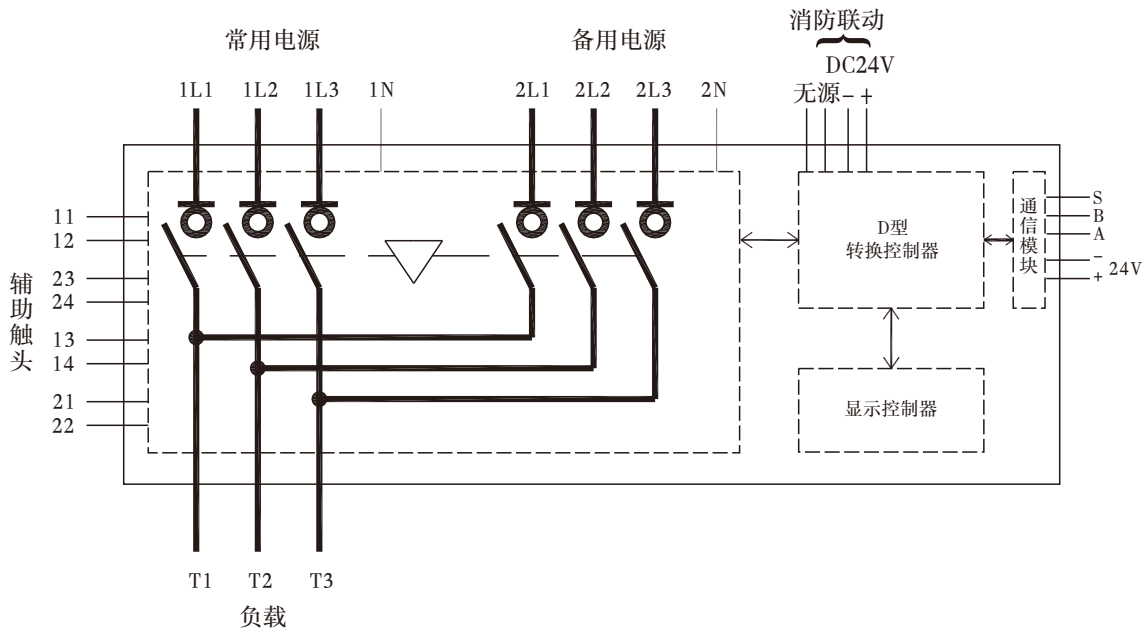 消防联动
常用电源
备用电源
DC24V
1L1 1L2 1L3 1N 2L1 2L2 2L3 2N
无源 - +
11
12
23
24
13
14
21
22
辅助触头
D型
转换控制器
通信模块
S
B
A
-
+
24V
显示控制器
T1 T2 T3
负载